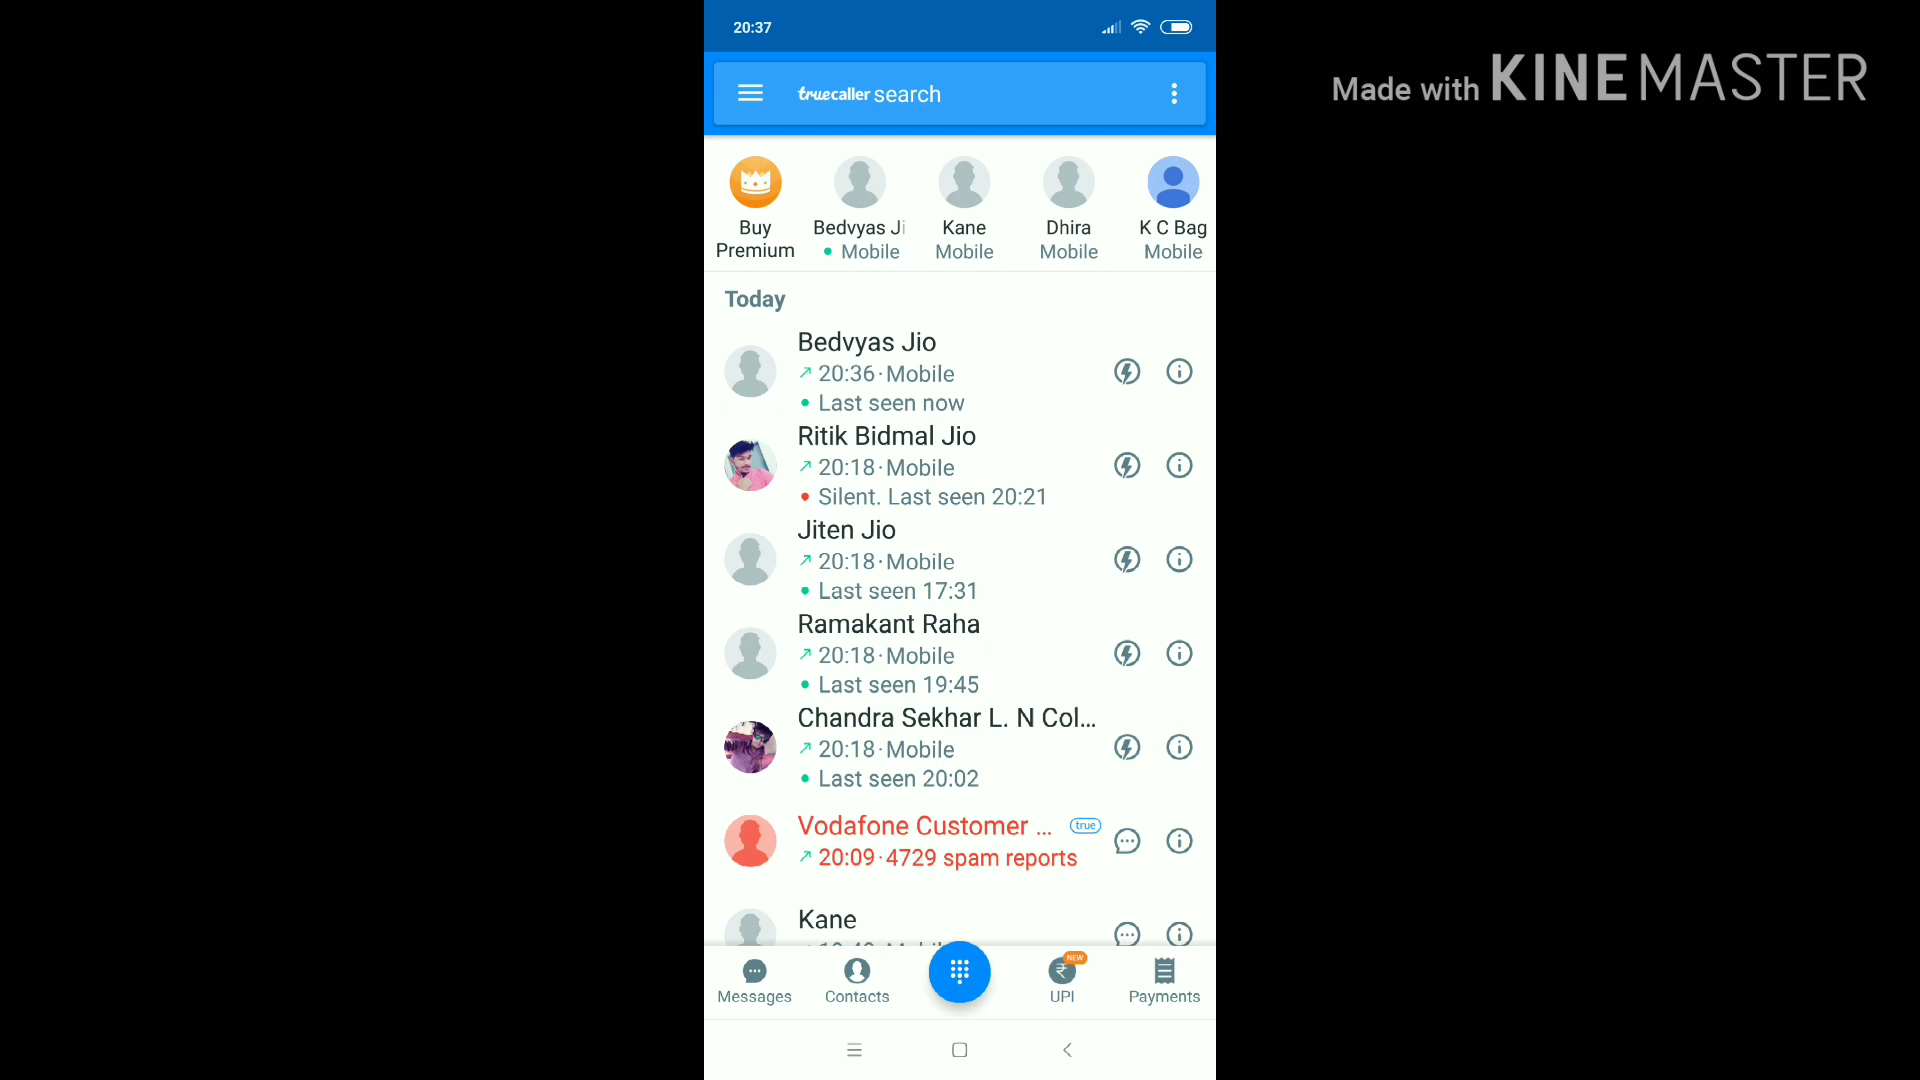 20:37
Made with KINEMASTER
truecaller search
Buy Premium
Bedvyas Ji
Mobile
Kane
Mobile
Dhira
Mobile
K C Bag
Mobile
Today
Bedvyas Jio
20:36·Mobile
Last seen now
Ritik Bidmal Jio
20:18·Mobile
Silent. Last seen 20:21
Jiten Jio
20:18·Mobile
Last seen 17:31
Ramakant Raha
20:18·Mobile
Last seen 19:45
Chandra Sekhar L. N Col...
20:18·Mobile
Last seen 20:02
Vodafone Customer ... true
20:09·4729 spam reports
Kane
Messages
Contacts
NEW
UPI
Payments